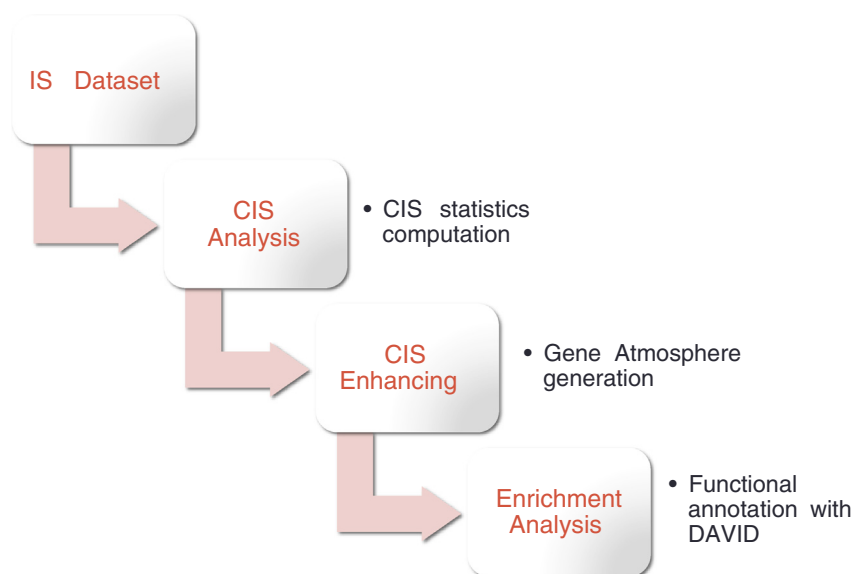 IS Dataset
CIS
Analysis
• CIS statistics
computation
CIS
Enhancing
• Gene Atmosphere
generation
Enrichment
Analysis
• Functional
annotation with
DAVID